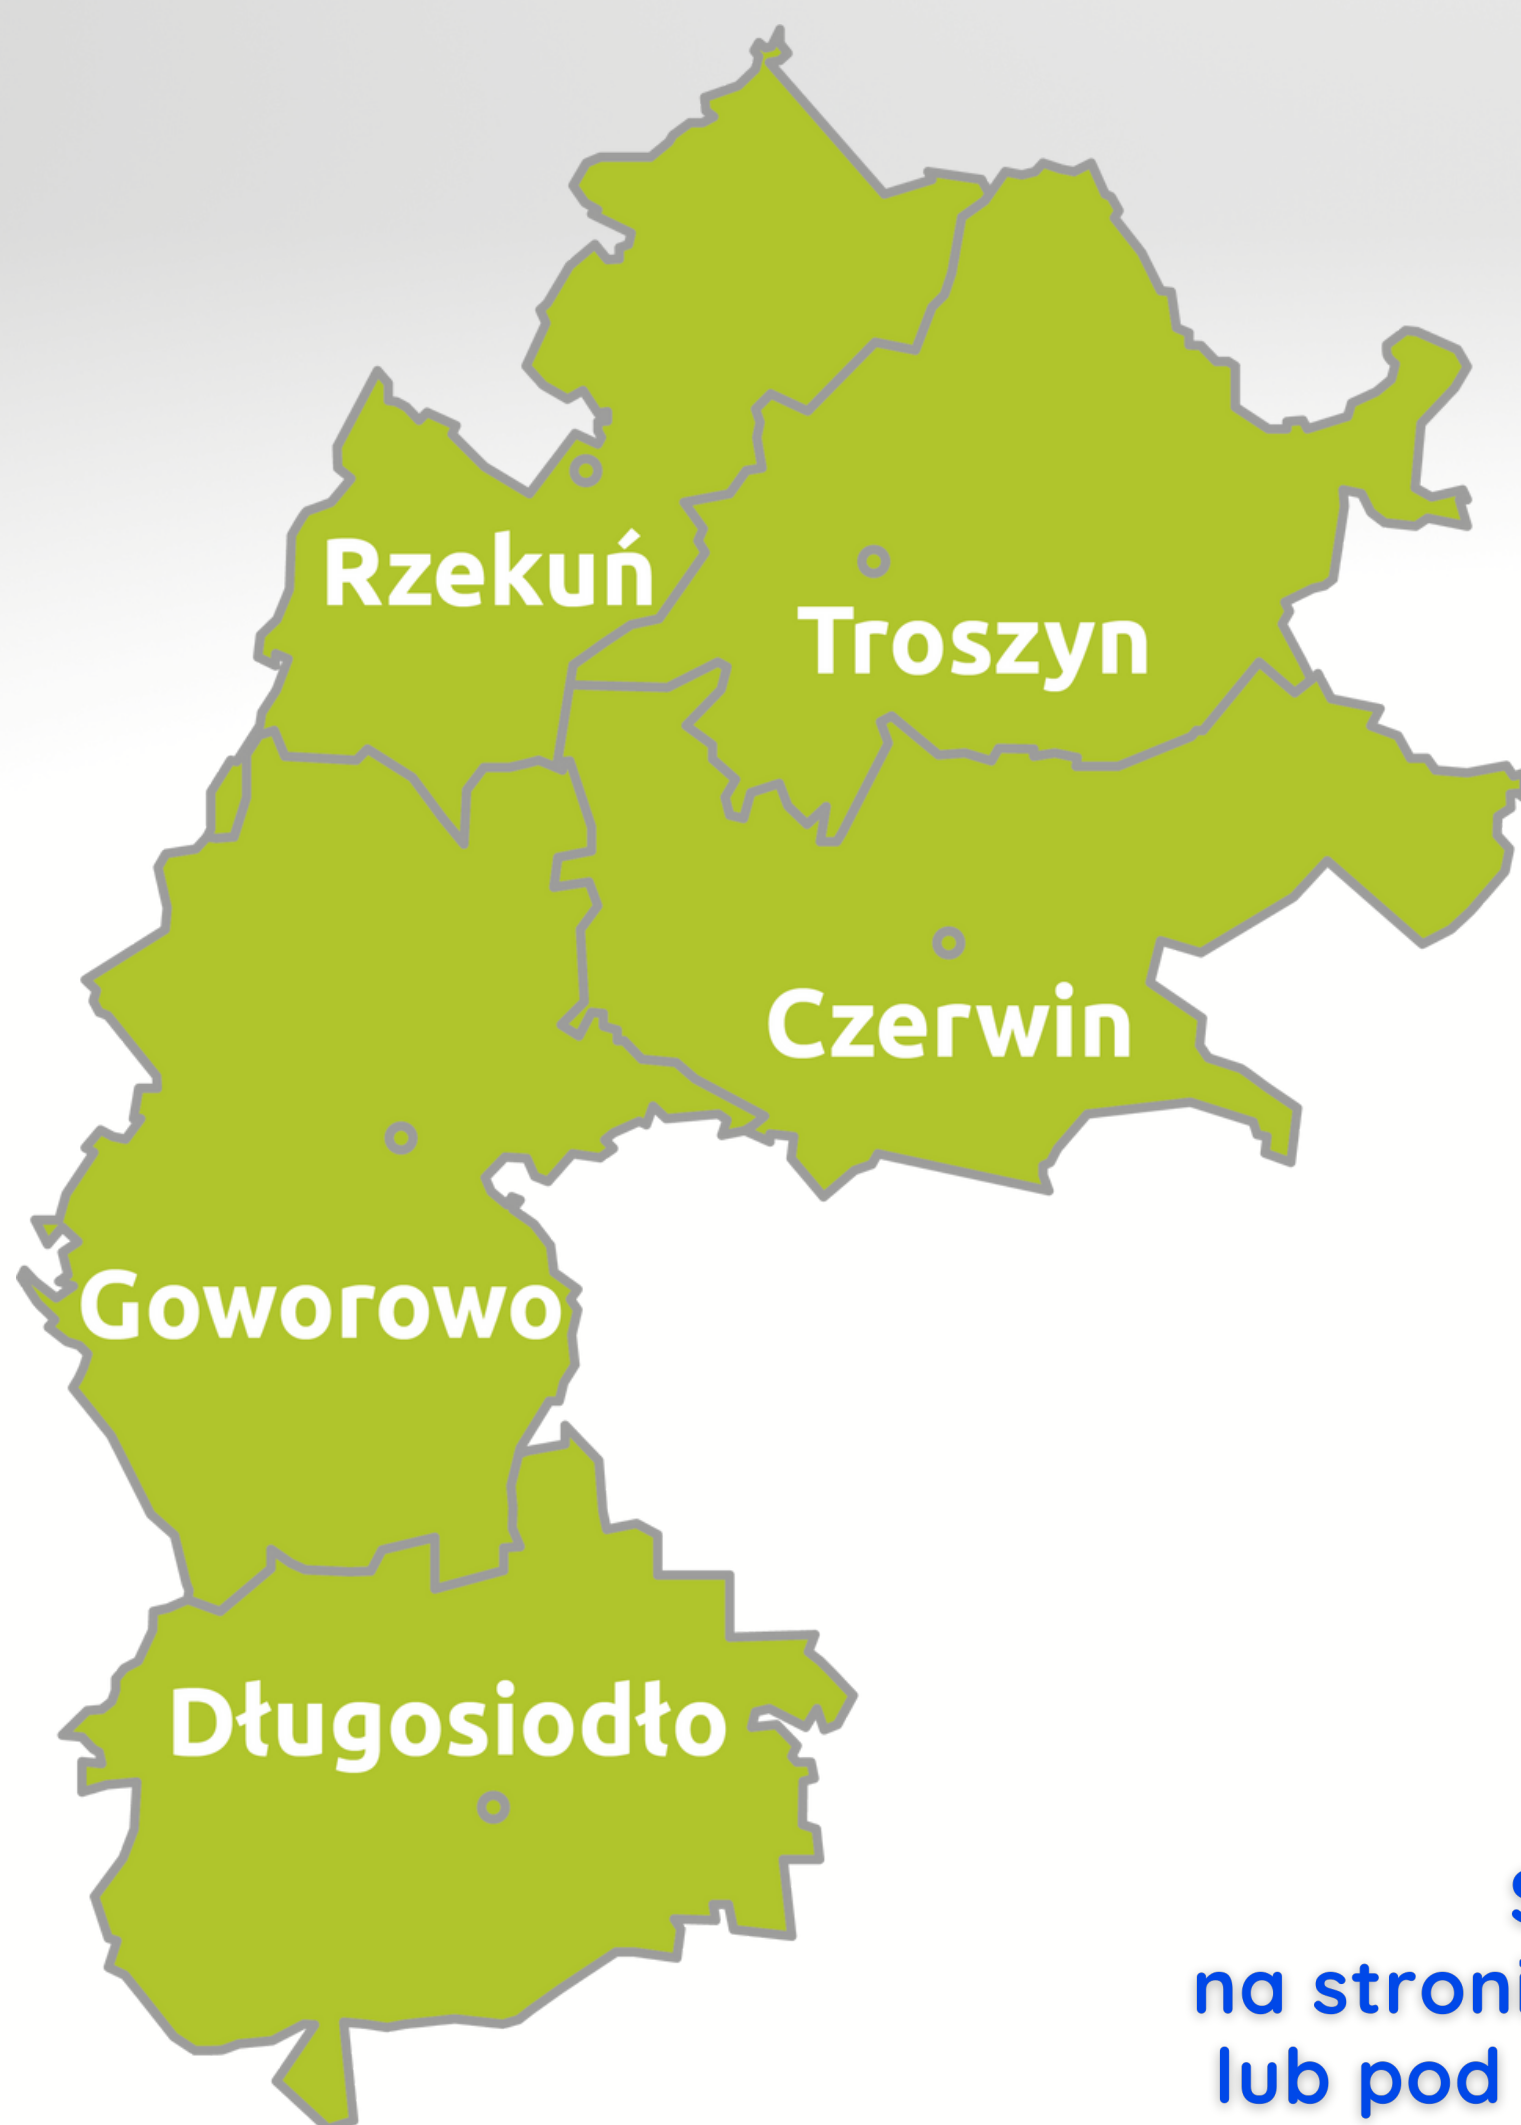 Rzekuń
Troszyn
Czerwin
Goworowo
Długosiodło
na stroni
lub pod